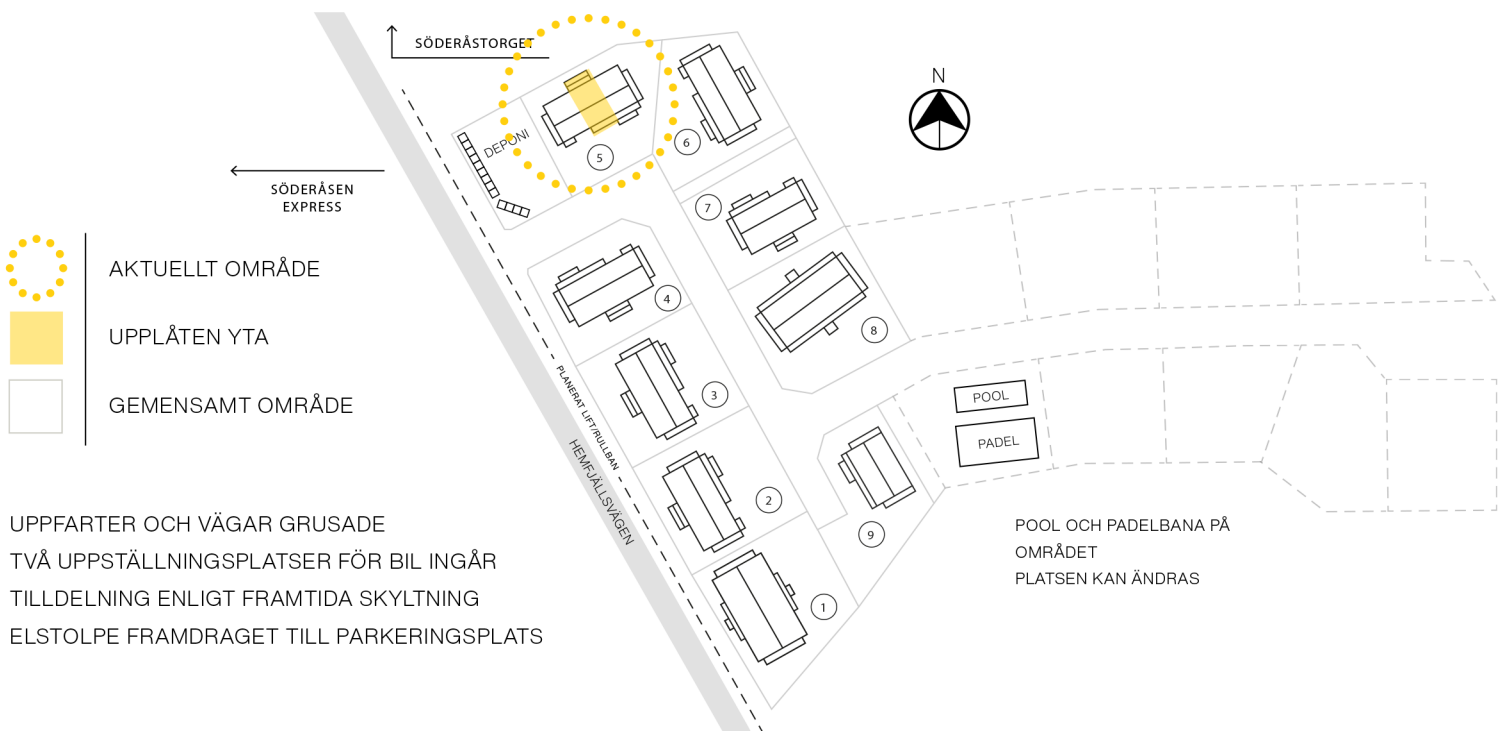 SÖDERÅSTORGET
N
DEPONI
5
6
SÖDERÅSEN
EXPRESS
7
AKTUELLT OMRÅDE
4
8
UPPLÅTEN YTA
PLANERAT LIFT/RULLBAN
3
POOL
GEMENSAMT OMRÅDE
PADEL
HEMFJÄLLSVÄGEN
2
9
UPPFARTER OCH VÄGAR GRUSADE
TVÅ UPPSTÄLLNINGSPLATSER FÖR BIL INGÅR
TILLDELNING ENLIGT FRAMTIDA SKYLTNING
ELSTOLPE FRAMDRAGET TILL PARKERINGSPLATS
1
POOL OCH PADELBANA PÅ
OMRÅDET
PLATSEN KAN ÄNDRAS